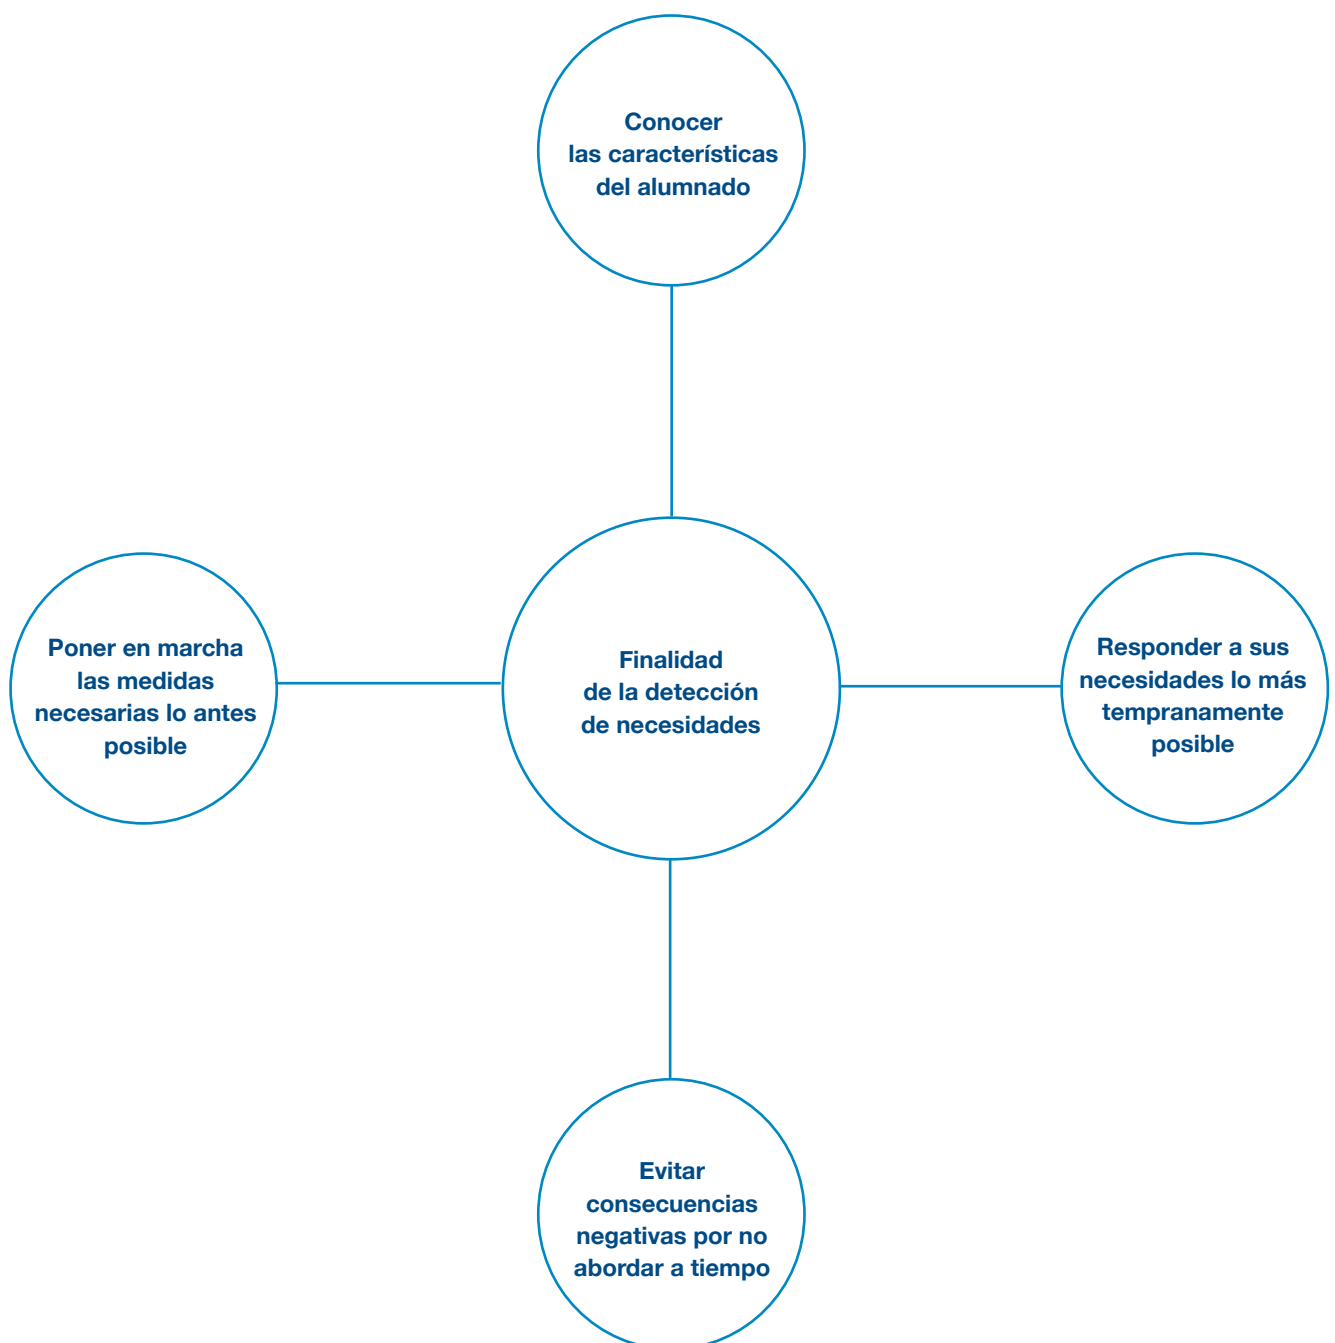 Conocer
las características
del alumnado
Poner en marcha
las medidas
necesarias lo antes
posible
Finalidad
de la detección
de necesidades
Responder a sus
necesidades lo más
tempranamente
posible
Evitar
consecuencias
negativas por no
abordar a tiempo